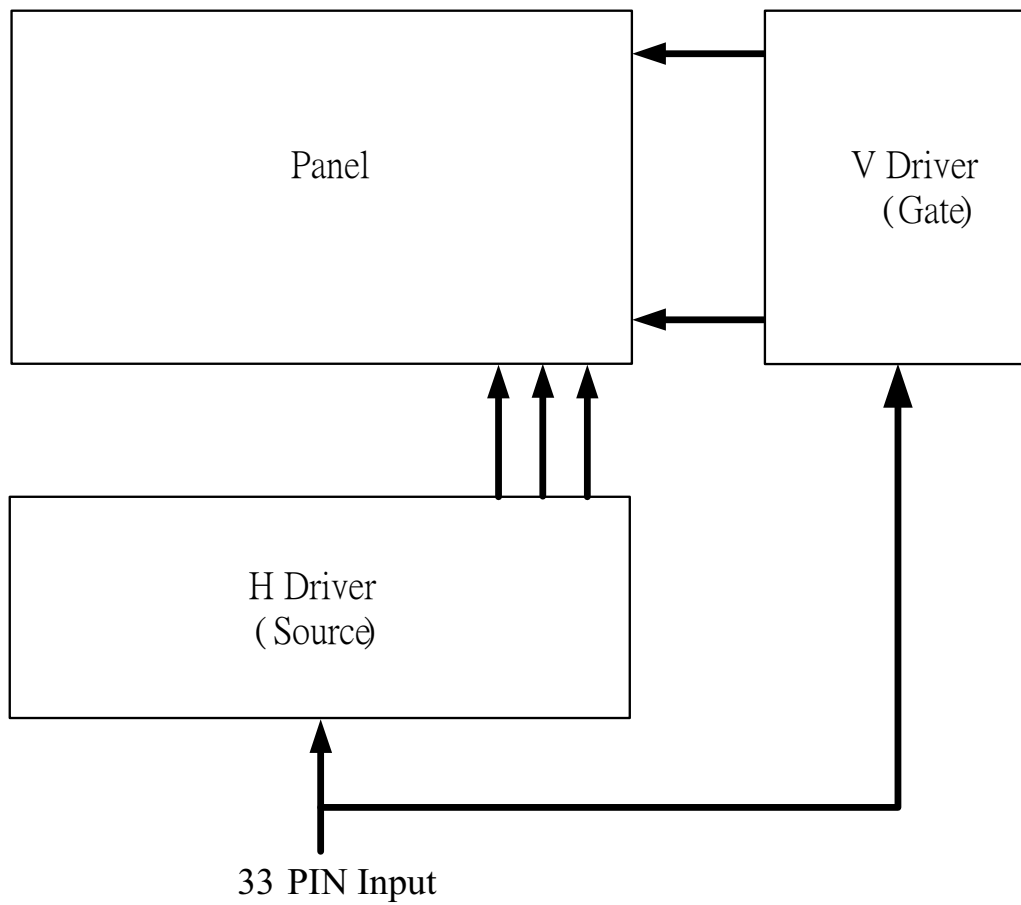 Panel
V Driver
(Gate)
H Driver
(Source)
33 PIN Input